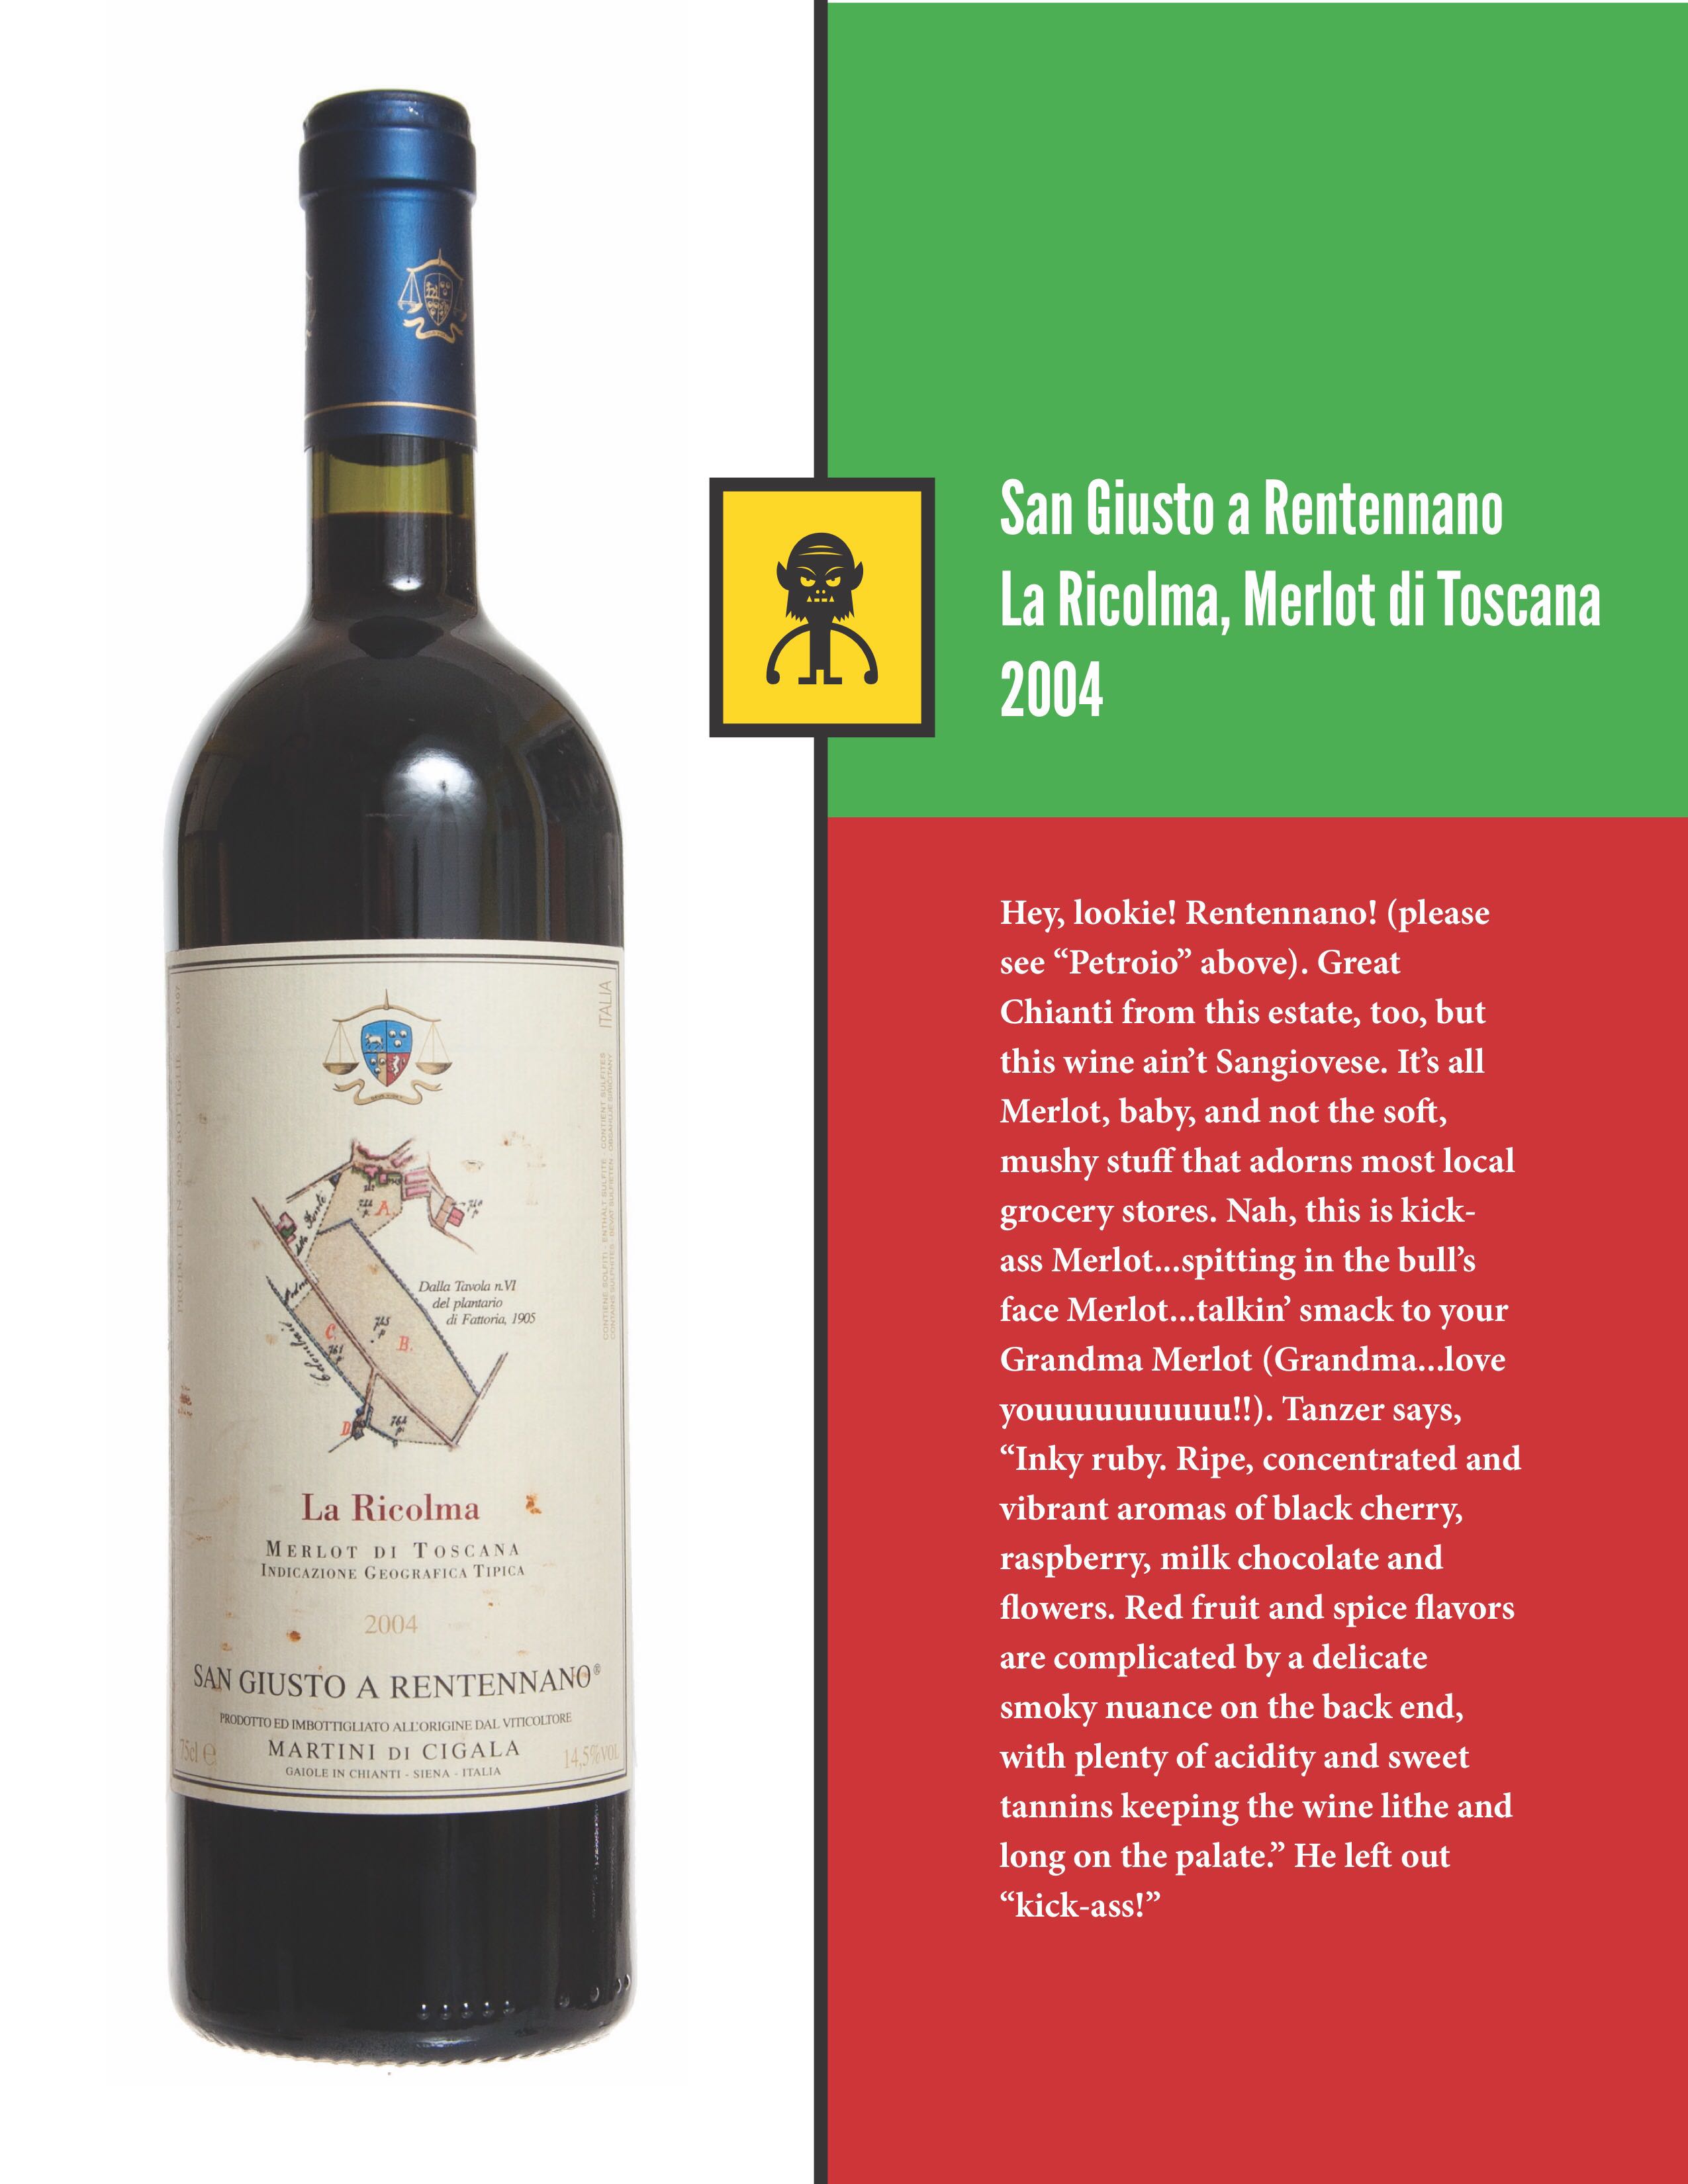 San Giusto a Rentennano
La Ricolma, Merlot di Toscana
2004
Hey, lookie! Rentennano! (please
see “Petroio” above). Great
Chianti from this estate, too, but
this wine ain’t Sangiovese. It’s all
Merlot, baby, and not the soft,
mushy stuff that adorns most local
grocery stores. Nah, this is kick-
ass Merlot...spitting in the bull’s
face Merlot...talkin’ smack to your
Grandma Merlot (Grandma...love
youuuuuuuuuuu!!). Tanzer says,
“Inky ruby. Ripe, concentrated and
vibrant aromas of black cherry,
raspberry, milk chocolate and
flowers. Red fruit and spice flavors
are complicated by a delicate
smoky nuance on the back end,
with plenty of acidity and sweet
tannins keeping the wine lithe and
long on the palate.” He left out
“kick-ass!”
ITALIA
A.
Dalla Tavola n.VI
del plantario
di Fattoria, 1905
C.
B.
D
La Ricolma
MERLOT DI TOSCANA
INDICAZIONE GEOGRAFICA TIPICA
2004
SAN GIUSTO A RENTENNANO®
PRODOTTO ED IMBOTTIGLIATO ALL'ORIGINE DAL VITICOLTORE
75cl e
MARTINI DI CIGALA
14,5%VOL
GAIOLE IN CHIANTI - SIENA - ITALIA